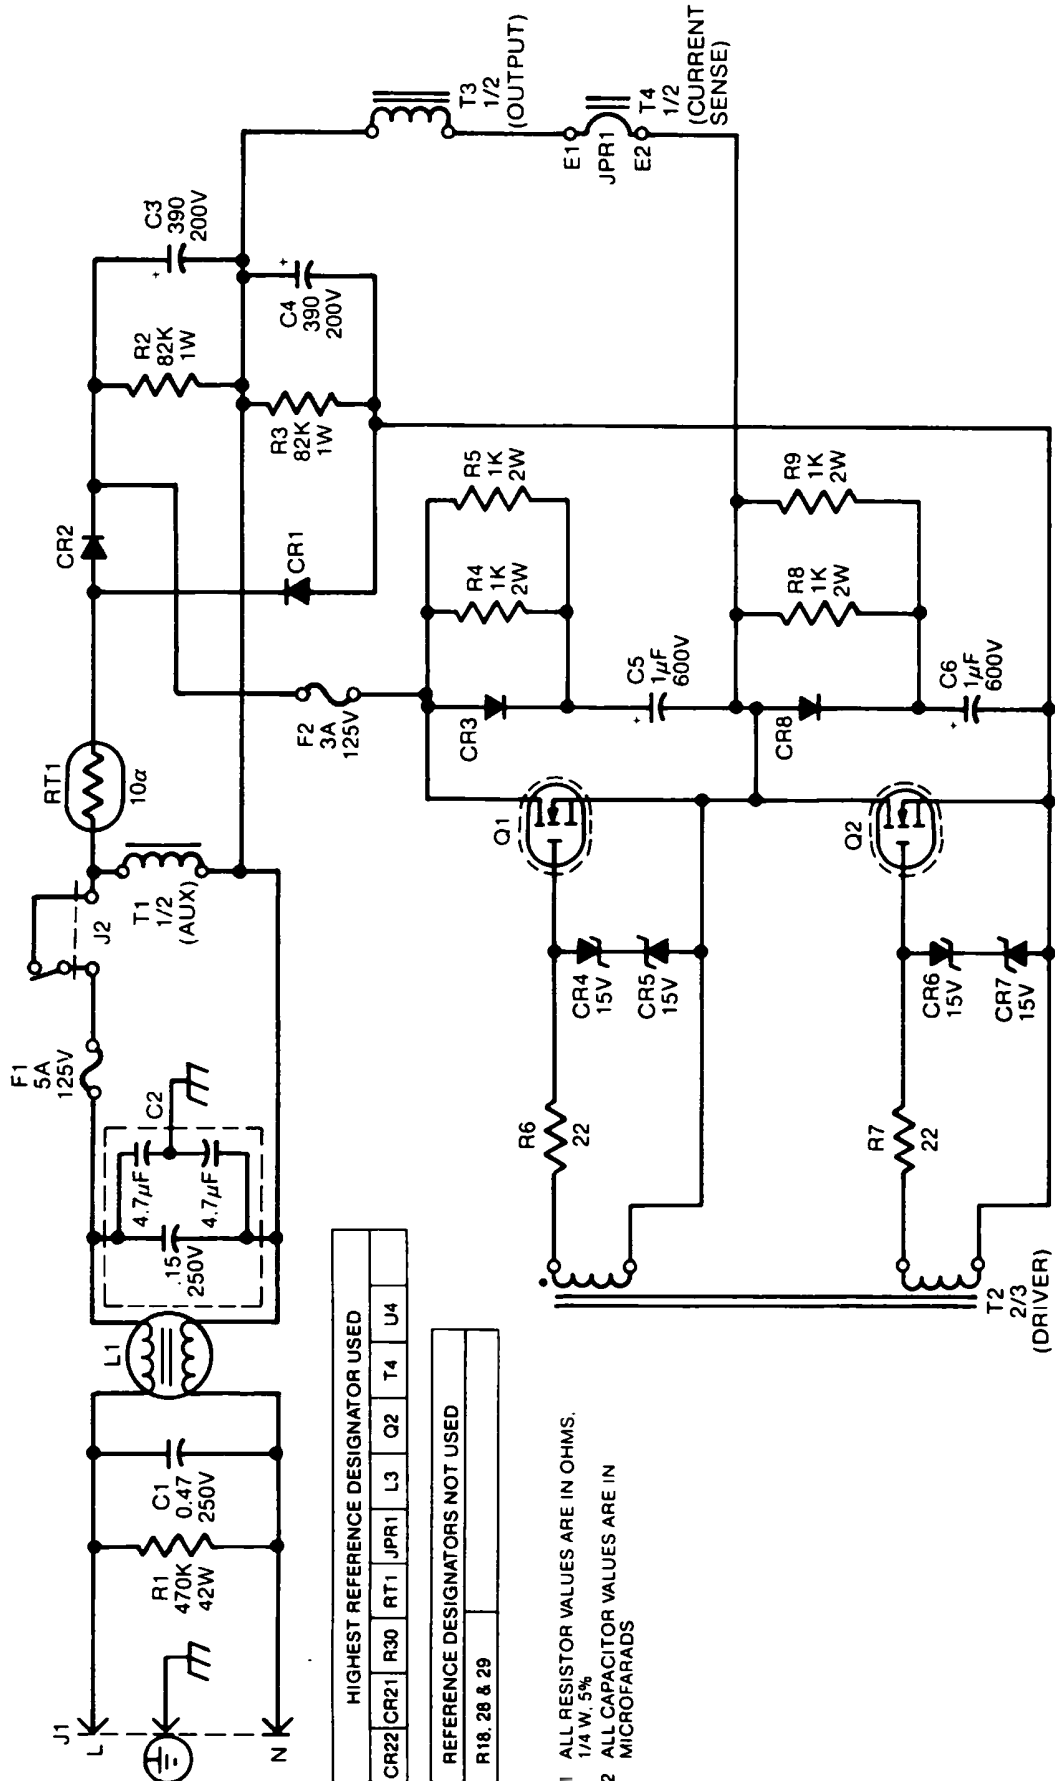 J1
L
N
R1
470K
42W
C1
0.47
250V
L1
.15
250V
4.7µF
4.7µF
C2
F1
5A
125V
J2
T1
1/2
(AUX)
RT1
10α
CR2
CR1
R2
82K
1W
C3
390
200V
+
R3
82K
1W
C4
390
200V
+
T3
1/2
(OUTPUT)
E1
JPR1
E2
T4
1/2
(CURRENT
SENSE)
F2
3A
125V
CR3
R4
1K
2W
R5
1K
2W
C5
1µF
600V
+
CR8
R8
1K
2W
R9
1K
2W
C6
1µF
600V
+
Q1
Q2
CR4
15V
CR5
15V
CR6
15V
CR7
15V
R6
22
R7
22
T2
2/3
(DRIVER)
HIGHEST REFERENCE DESIGNATOR USED
CR22 CR21 R30 RT1 JPR1 L3 Q2 T4 U4
REFERENCE DESIGNATORS NOT USED
R18. 28 & 29
1 ALL RESISTOR VALUES ARE IN OHMS.
1/4 W, 5%
2 ALL CAPACITOR VALUES ARE IN
MICROFARADS